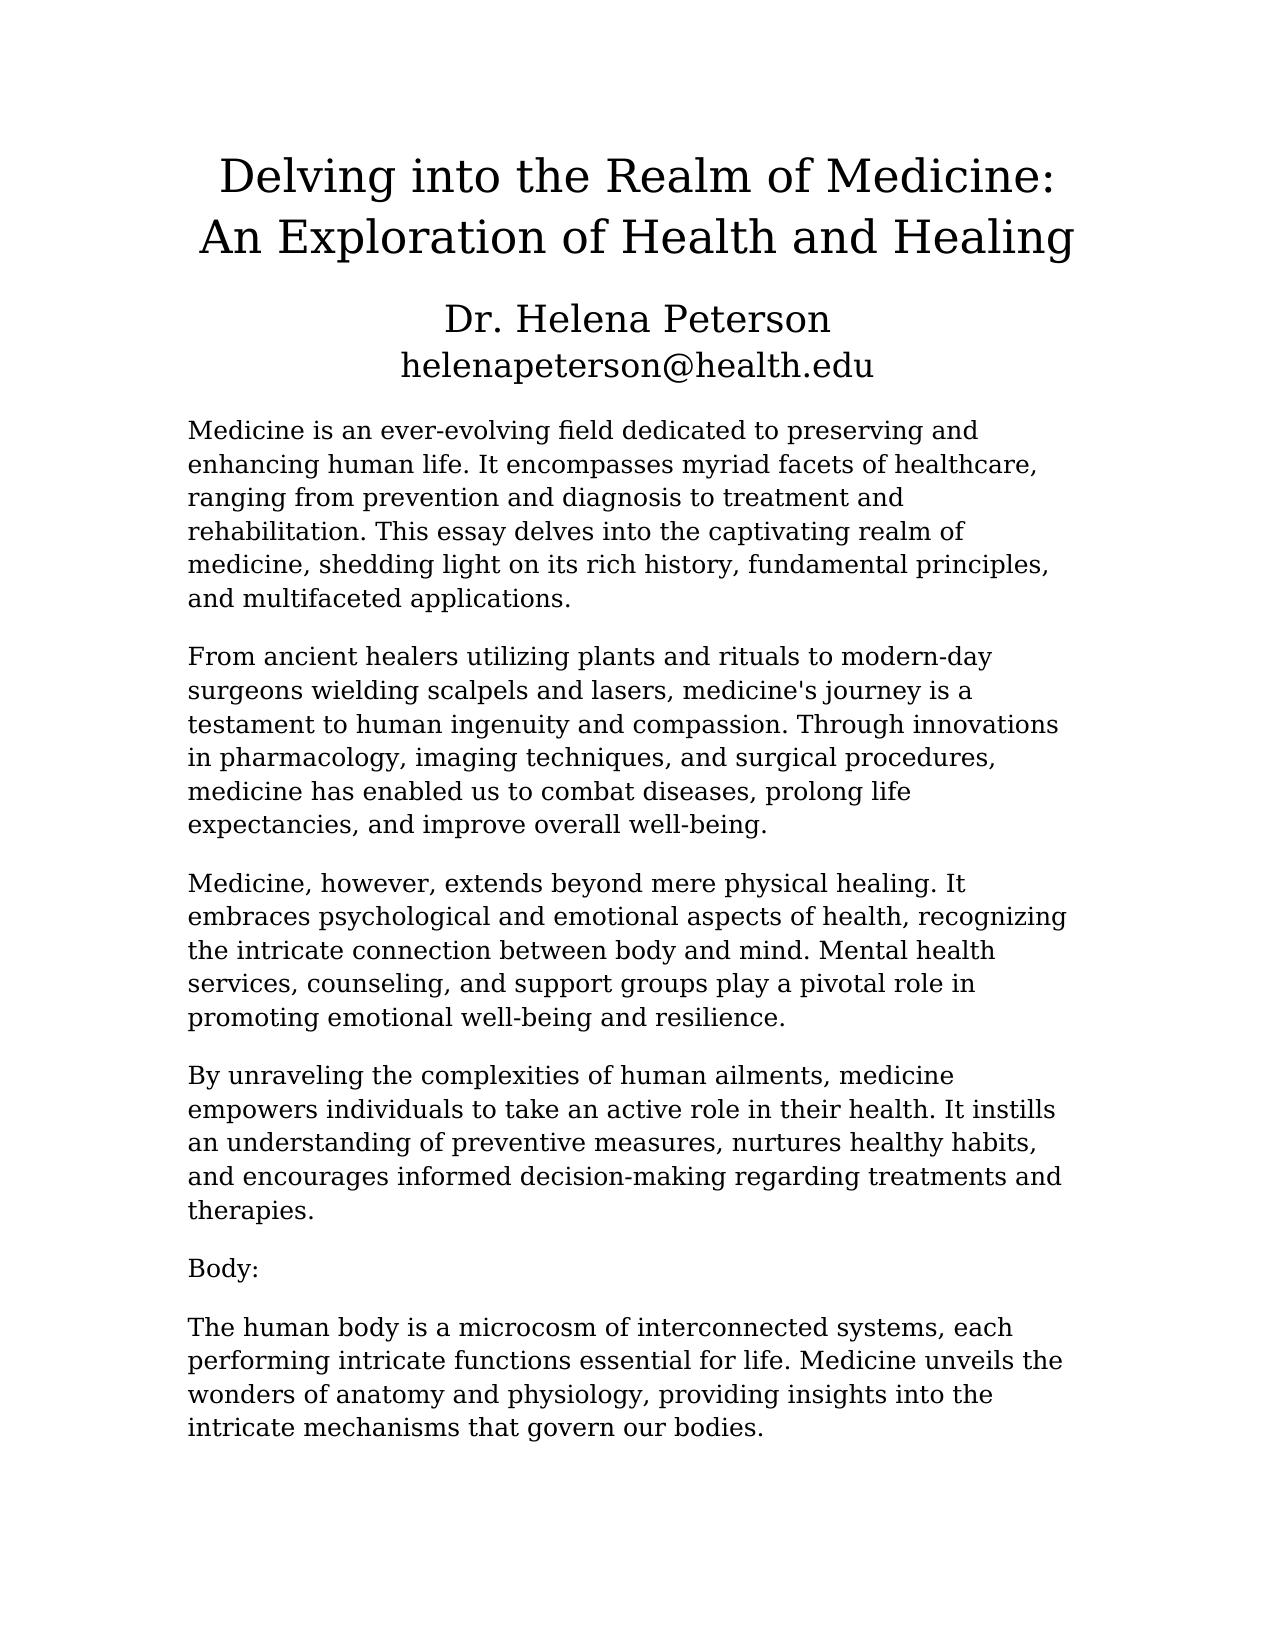 Delving into the Realm of Medicine:
An Exploration of Health and Healing
Dr. Helena Peterson
helenapeterson@health.edu
Medicine is an ever-evolving field dedicated to preserving and
enhancing human life. It encompasses myriad facets of healthcare,
ranging from prevention and diagnosis to treatment and
rehabilitation. This essay delves into the captivating realm of
medicine, shedding light on its rich history, fundamental principles,
and multifaceted applications.
From ancient healers utilizing plants and rituals to modern-day
surgeons wielding scalpels and lasers, medicine's journey is a
testament to human ingenuity and compassion. Through innovations
in pharmacology, imaging techniques, and surgical procedures,
medicine has enabled us to combat diseases, prolong life
expectancies, and improve overall well-being.
Medicine, however, extends beyond mere physical healing. It
embraces psychological and emotional aspects of health, recognizing
the intricate connection between body and mind. Mental health
services, counseling, and support groups play a pivotal role in
promoting emotional well-being and resilience.
By unraveling the complexities of human ailments, medicine
empowers individuals to take an active role in their health. It instills
an understanding of preventive measures, nurtures healthy habits,
and encourages informed decision-making regarding treatments and
therapies.
Body:
The human body is a microcosm of interconnected systems, each
performing intricate functions essential for life. Medicine unveils the
wonders of anatomy and physiology, providing insights into the
intricate mechanisms that govern our bodies.